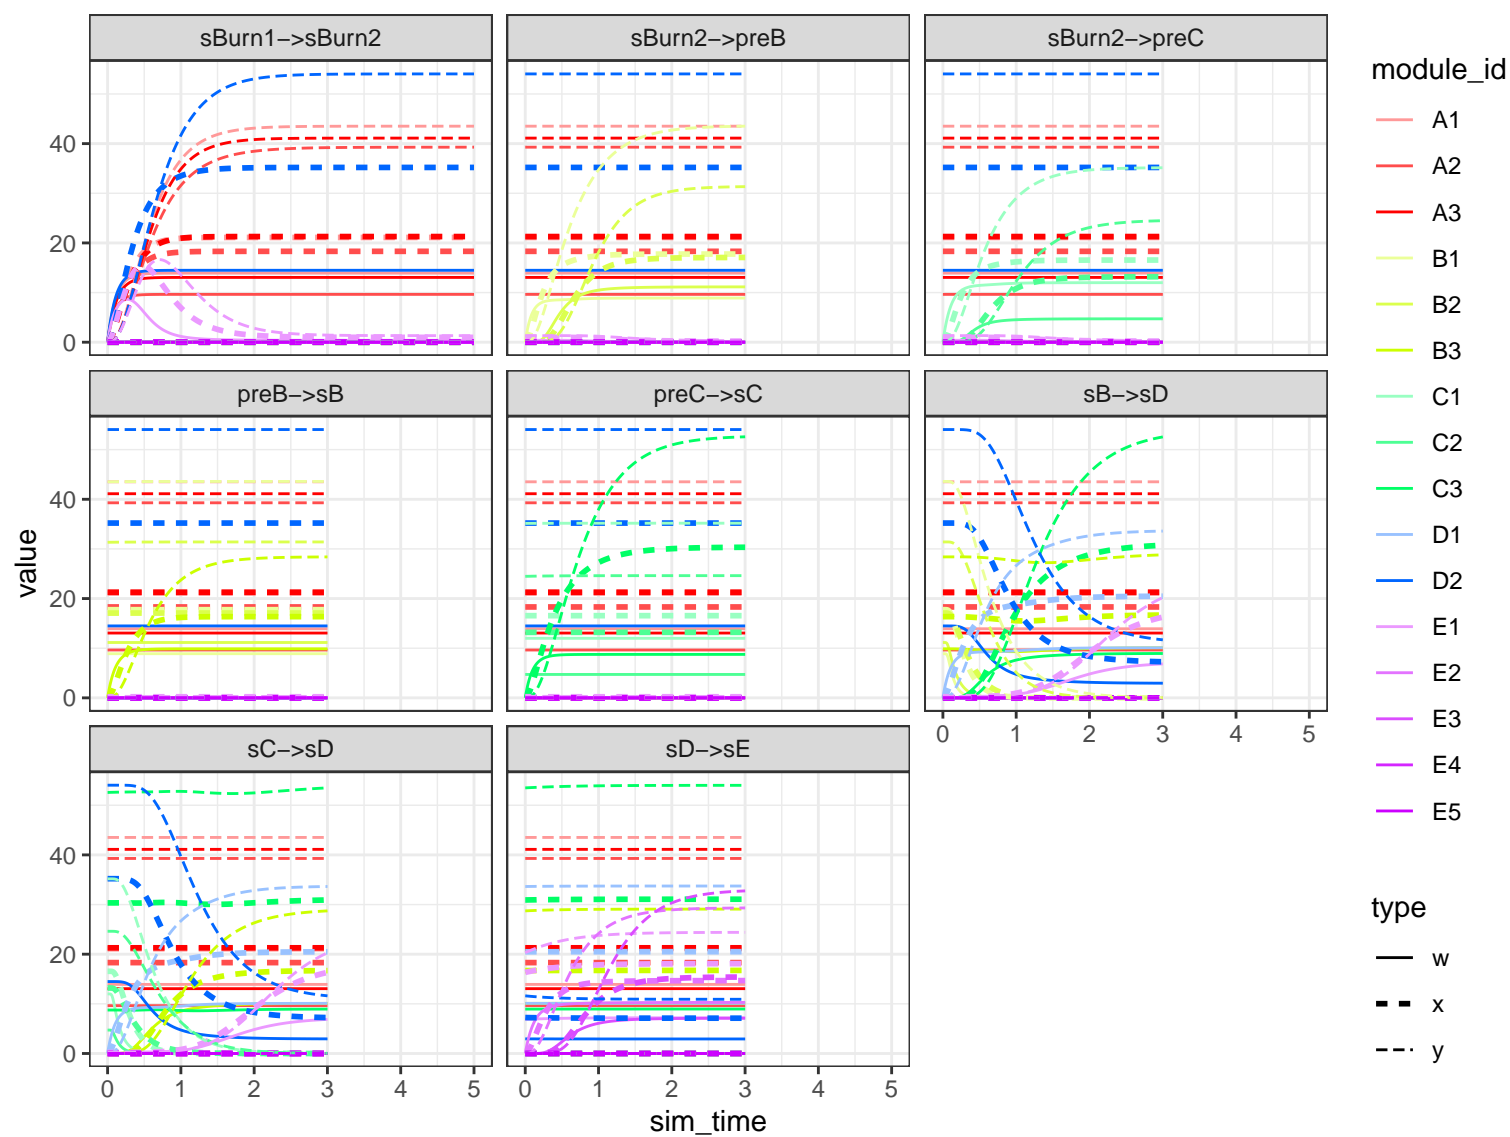 sBurn1->sBurn2
sBurn2->preB
sBurn2->preC
40
20
0
preB->sB
preC->sC
sB->sD
40
20
0
0 1 2 3 4 5
sC->sD
sD->sE
40
20
0
0 1 2 3 4 5
0 1 2 3 4 5
sim_time
value
module_id
A1
A2
A3
B1
B2
B3
C1
C2
C3
D1
D2
E1
E2
E3
E4
E5
type
w
x
y